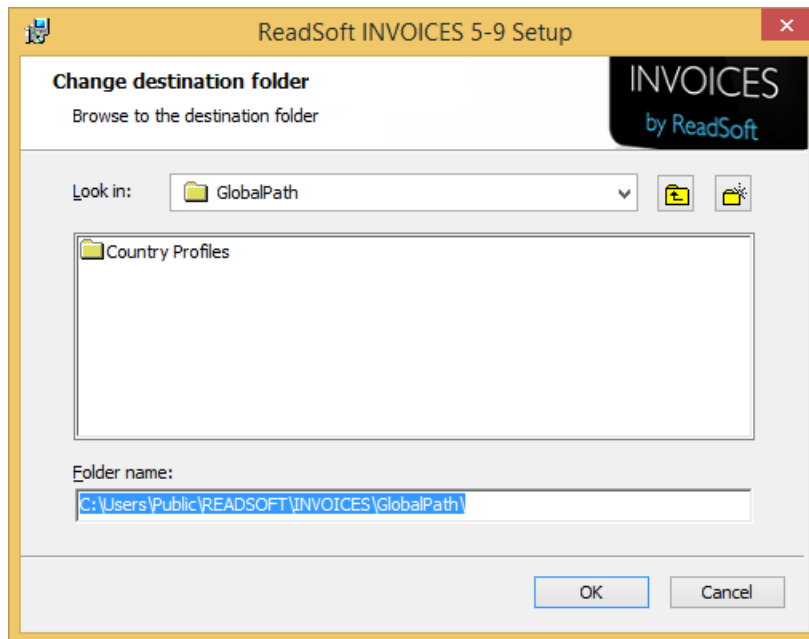 ReadSoft INVOICES 5-9 Setup
Change destination folder
Browse to the destination folder
INVOICES
by ReadSoft
Look in:
GlobalPath
Country Profiles
Folder name:
C:\Users\Public\READSOFT\INVOICES\GlobalPath\
OK
Cancel